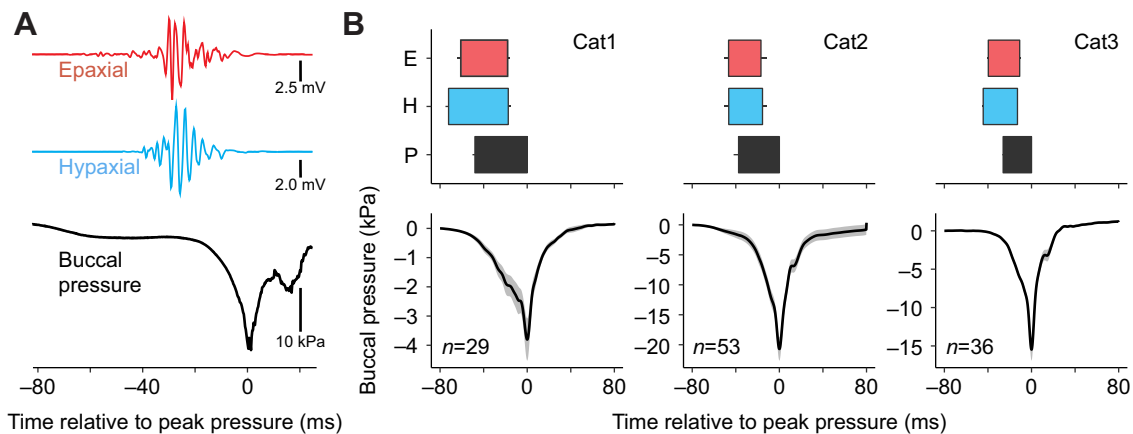 A
Epaxial
2.5 mV
Hypaxial
2.0 mV
Buccal
pressure
10 kPa
–80 –40 0
Time relative to peak pressure (ms)
B
Cat1 Cat2 Cat3
E
H
P
Buccal pressure (kPa)
0 0 0
–1
–2
–3
–4
–5
–10
–15
–20
–5
–10
–15
n=29 n=53 n=36
–80 0 80 –80 0 80 –80 0 80
Time relative to peak pressure (ms)